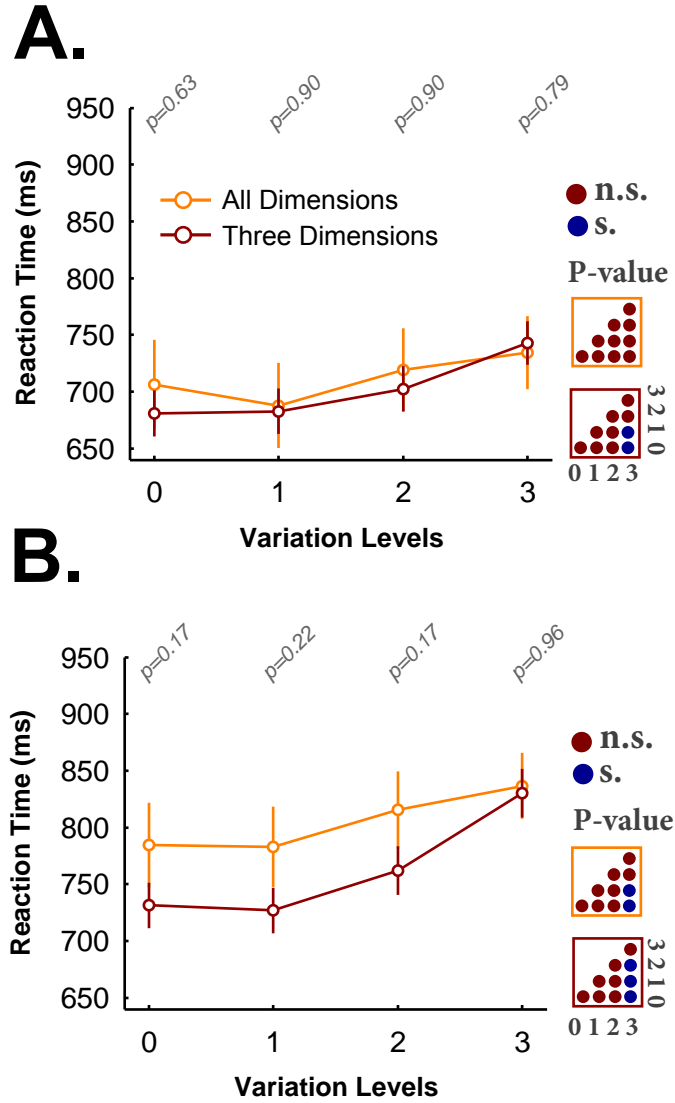 A.
p=0.63
p=0.90
p=0.90
p=0.79
950
900
850
800
750
700
650
Reaction Time (ms)
All Dimensions
Three Dimensions
n.s.
s.
P-value
3 2 1 0
0 1 2 3
0 1 2 3
Variation Levels
B.
p=0.17
p=0.22
p=0.17
p=0.96
950
900
850
800
750
700
650
Reaction Time (ms)
n.s.
s.
P-value
3 2 1 0
0 1 2 3
0 1 2 3
Variation Levels